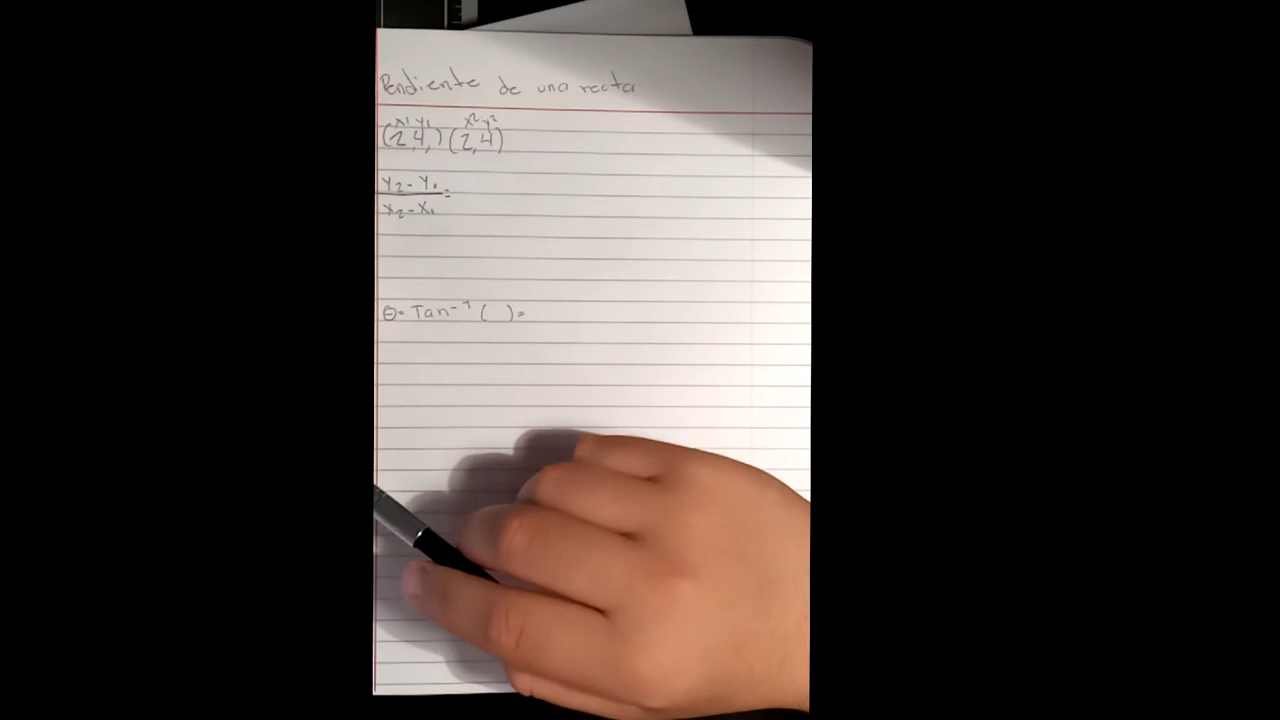 Pendiente de una recta
x1 y1 x2 y2
(2,4,) (2,4)
Y2 - Y1
=
X2 - X1
θ= Tan⁻¹ ( )=